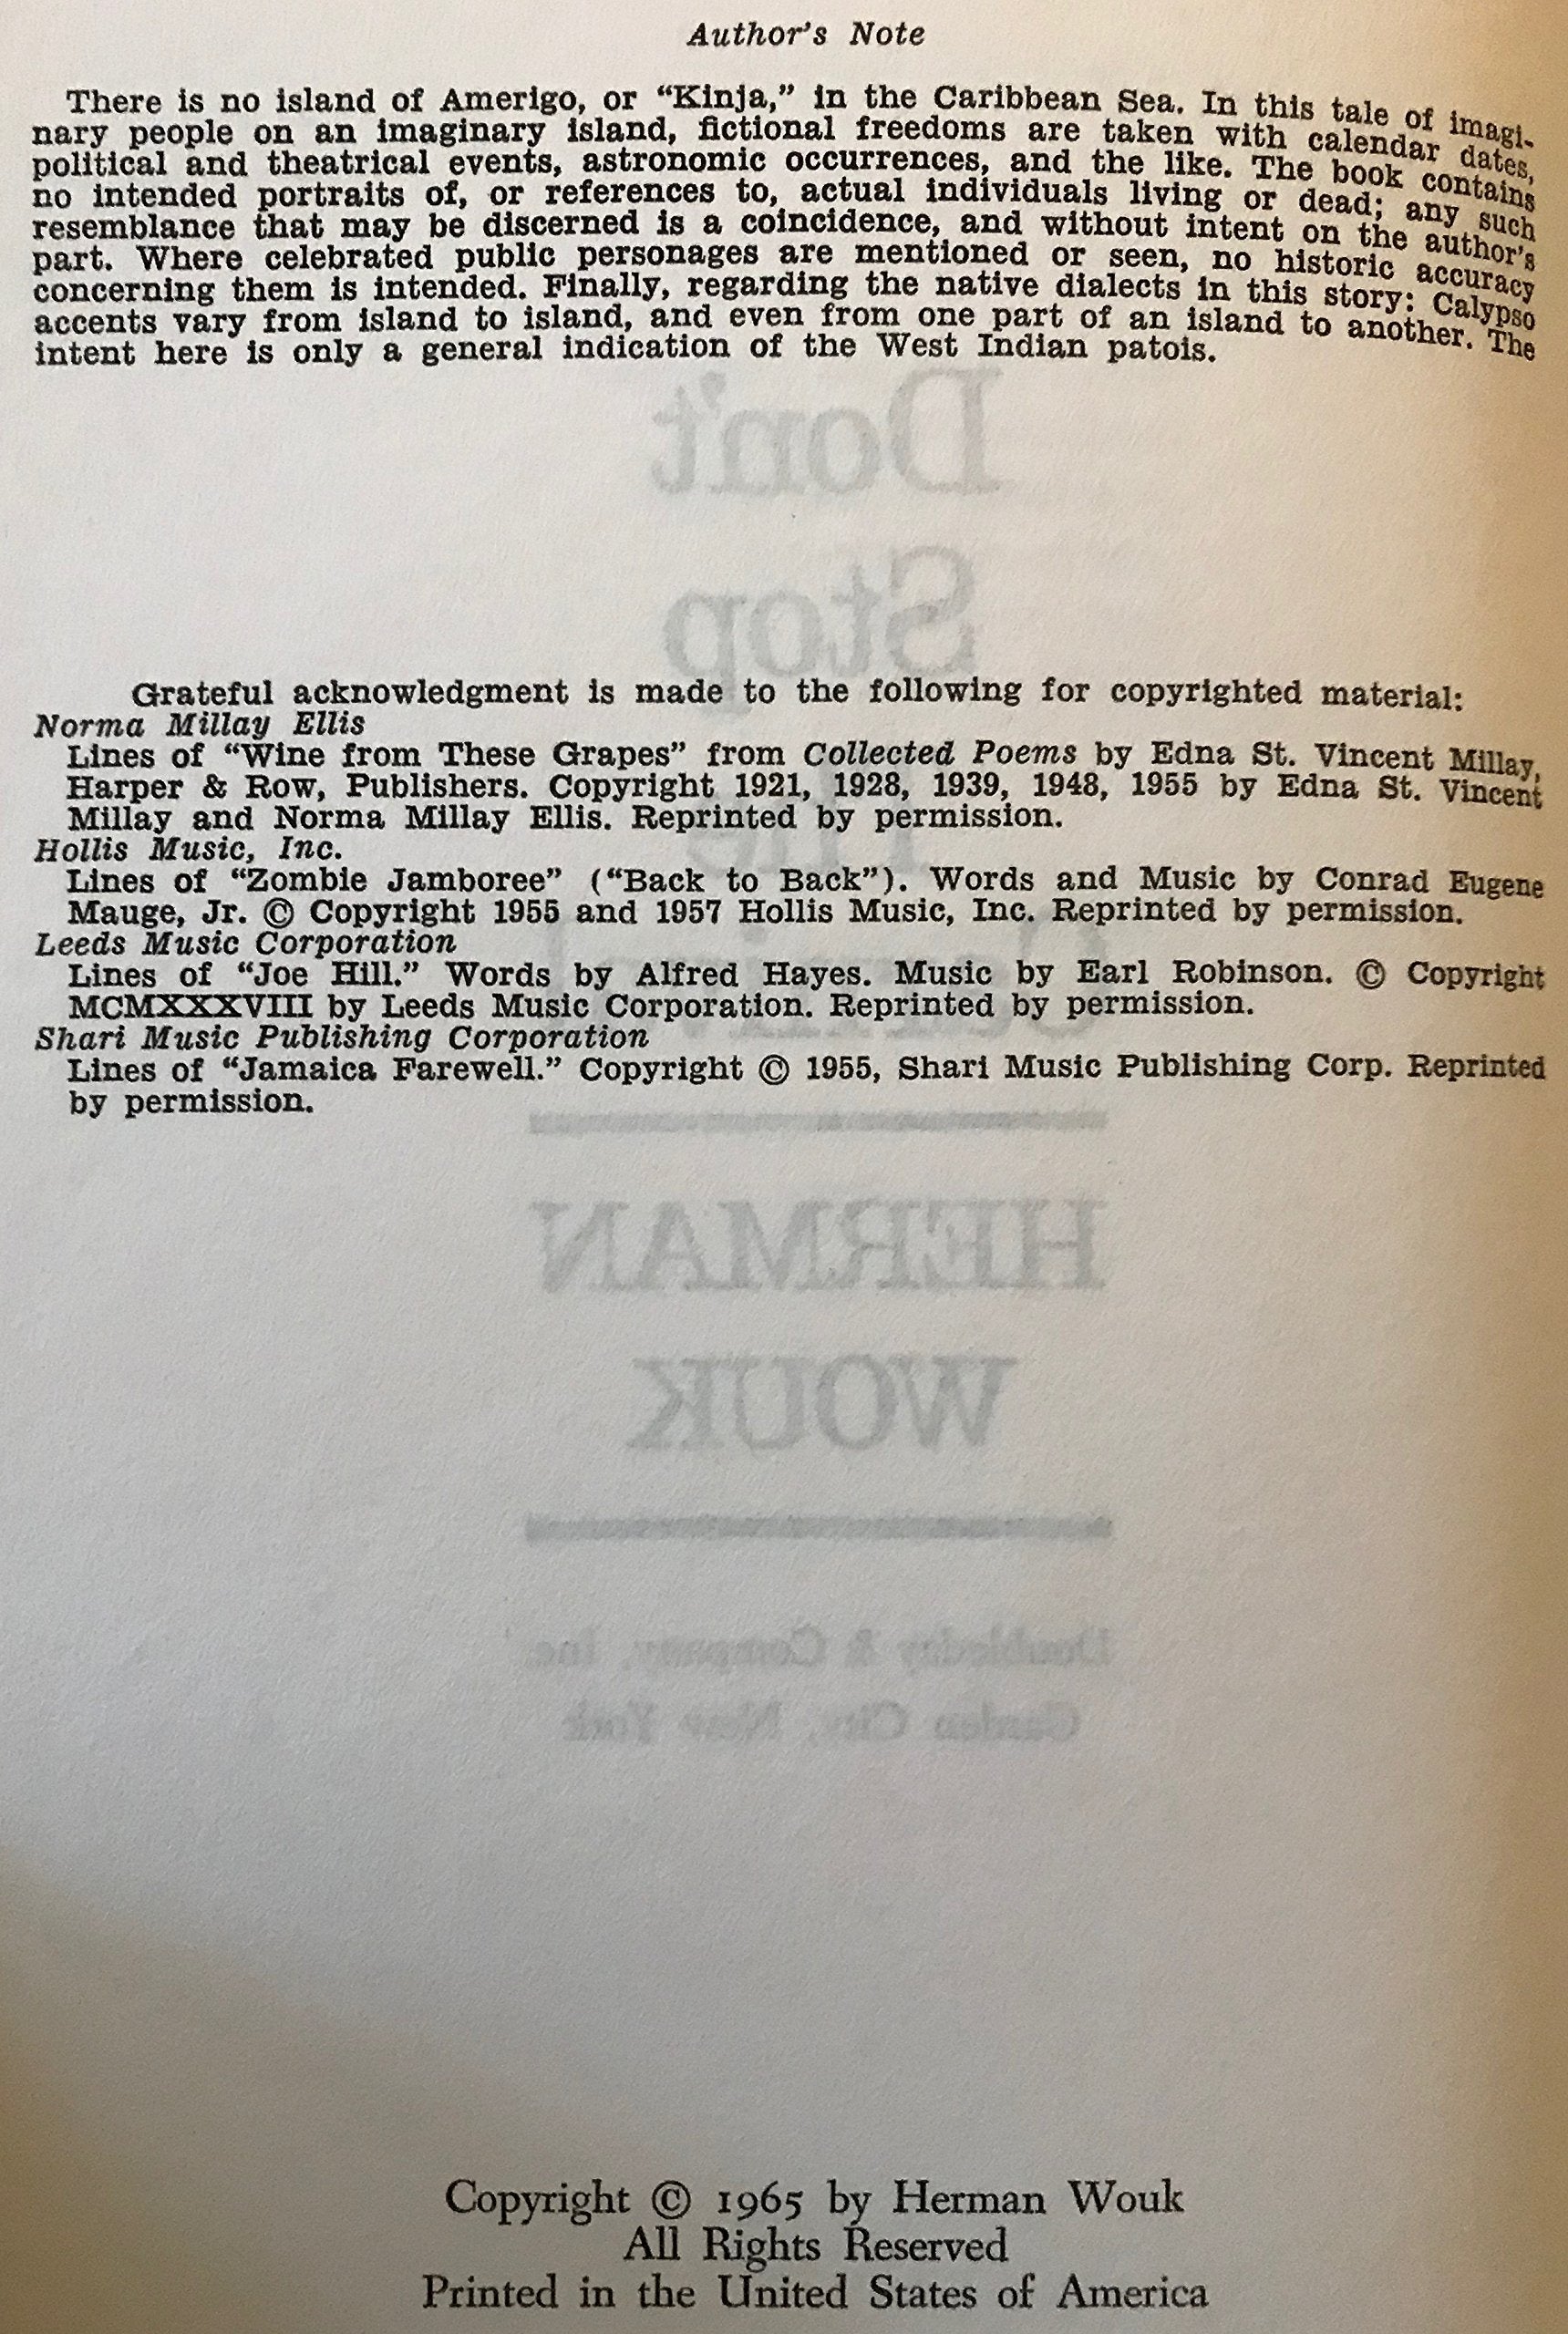 Author's Note
There is no island of Amerigo, or “Kinja,” in the Caribbean Sea. In this tale of imagi-
nary people on an imaginary island, fictional freedoms are taken with calendar dates,
political and theatrical events, astronomic occurrences, and the like. The book contains
no intended portraits of, or references to, actual individuals living or dead; any such
resemblance that may be discerned is a coincidence, and without intent on the author's
part. Where celebrated public personages are mentioned or seen, no historic accuracy
concerning them is intended. Finally, regarding the native dialects in this story: Calypso
accents vary from island to island, and even from one part of an island to another. The
intent here is only a general indication of the West Indian patois.
Don't
Stop
Grateful acknowledgment is made to the following for copyrighted material:
Norma Millay Ellis
Lines of “Wine from These Grapes” from Collected Poems by Edna St. Vincent Millay,
Harper & Row, Publishers. Copyright 1921, 1928, 1939, 1948, 1955 by Edna St. Vincent
Millay and Norma Millay Ellis. Reprinted by permission.
Hollis Music, Inc.
Lines of “Zombie Jamboree” (“Back to Back”). Words and Music by Conrad Eugene
Mauge, Jr. © Copyright 1955 and 1957 Hollis Music, Inc. Reprinted by permission.
Leeds Music Corporation
Lines of “Joe Hill.” Words by Alfred Hayes. Music by Earl Robinson. © Copyright
MCMXXXVIII by Leeds Music Corporation. Reprinted by permission.
Shari Music Publishing Corporation
Lines of “Jamaica Farewell.” Copyright © 1955, Shari Music Publishing Corp. Reprinted
by permission.
HERMAN
WOUK
Doubleday & Company, Inc.
Garden City, New York
Copyright © 1965 by Herman Wouk
All Rights Reserved
Printed in the United States of America